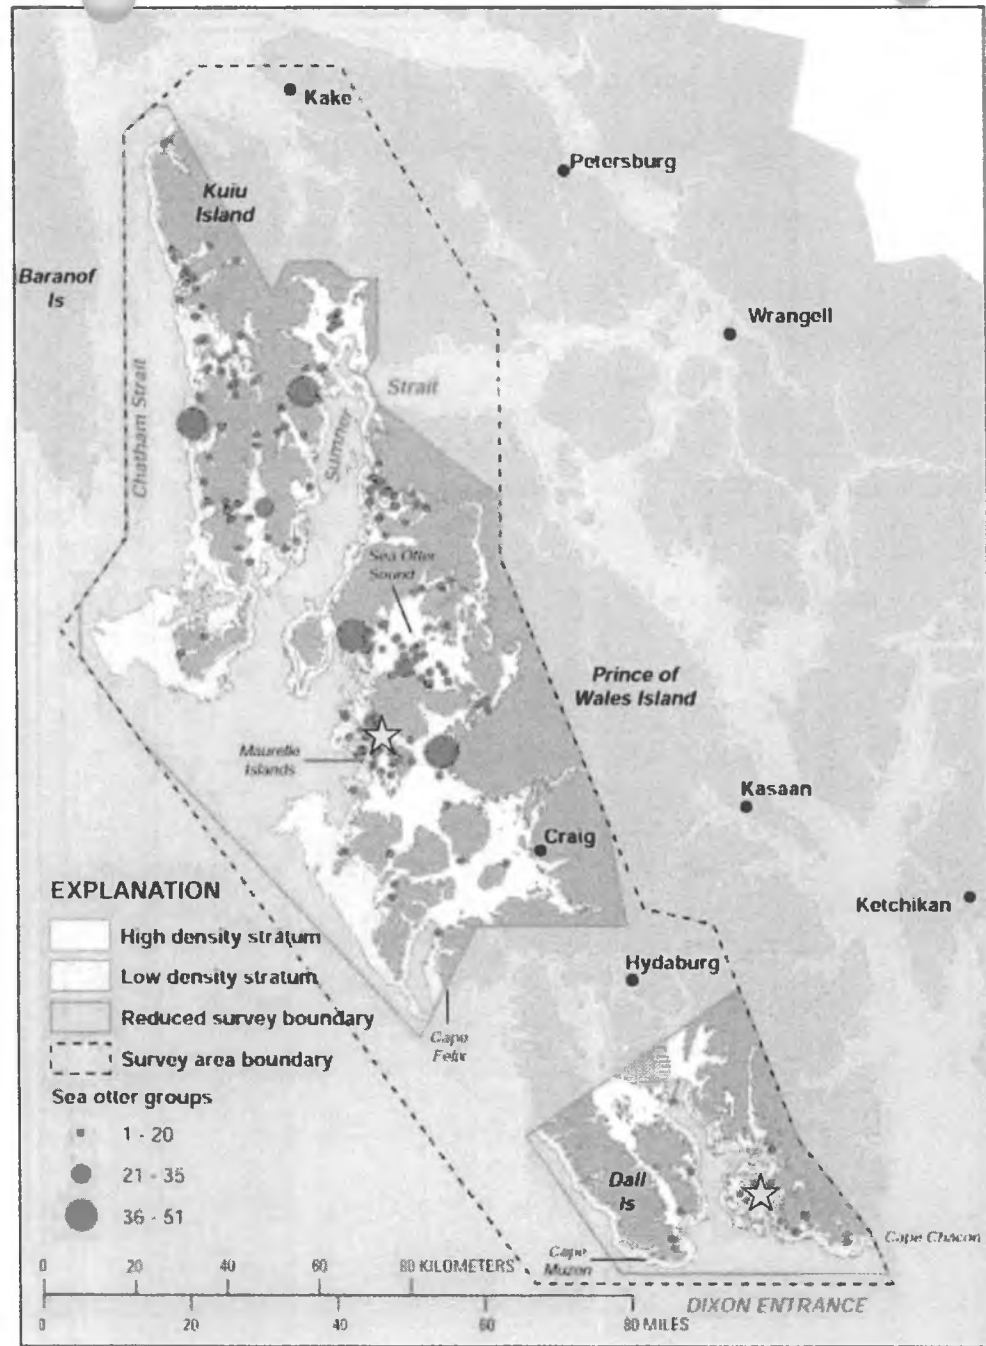 Kake
Petersburg
Kuiu
Island
Baranof
Is
Wrangell
Strait
Chatham Strait
Sumner
Sea Otter
Sound
Prince of
Wales Island
Maurelle
Islands
Kasaan
Craig
Ketchikan
EXPLANATION
High density stratum
Low density stratum
Reduced survey boundary
Survey area boundary
Hydaburg
Cape
Felix
Sea otter groups
1 - 20
21 - 35
36 - 51
Dall
Is
Cape
Muzon
Cape Chacon
0 20 40 60 80 KILOMETERS
DIXON ENTRANCE
0 20 40 60 80 MILES